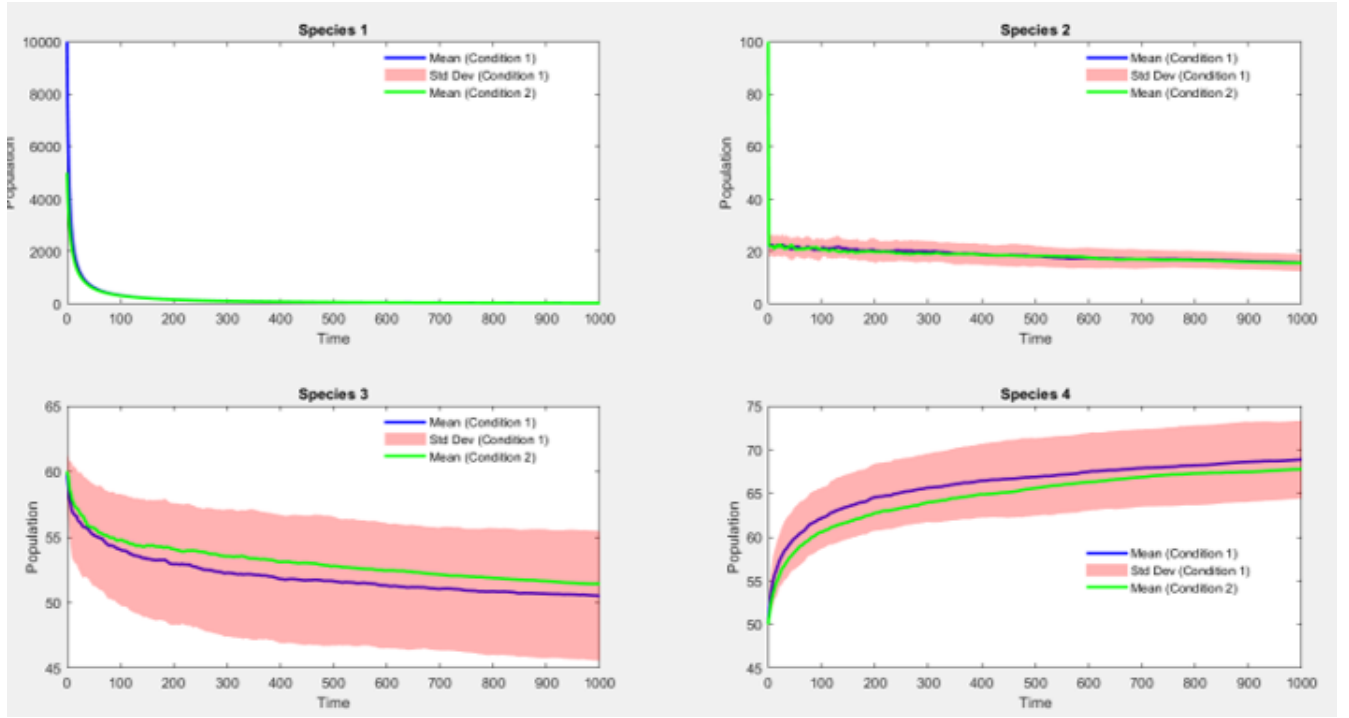 Species 1
10000
8000
6000
4000
2000
0
Population
0 100 200 300 400 500 600 700 800 900 1000
Time
Mean (Condition 1)
Std Dev (Condition 1)
Mean (Condition 2)
Species 2
100
80
60
40
20
0
Population
0 100 200 300 400 500 600 700 800 900 1000
Time
Mean (Condition 1)
Std Dev (Condition 1)
Mean (Condition 2)
Species 3
65
60
55
50
45
Population
0 100 200 300 400 500 600 700 800 900 1000
Time
Mean (Condition 1)
Std Dev (Condition 1)
Mean (Condition 2)
Species 4
75
70
65
60
55
50
45
Population
0 100 200 300 400 500 600 700 800 900 1000
Time
Mean (Condition 1)
Std Dev (Condition 1)
Mean (Condition 2)